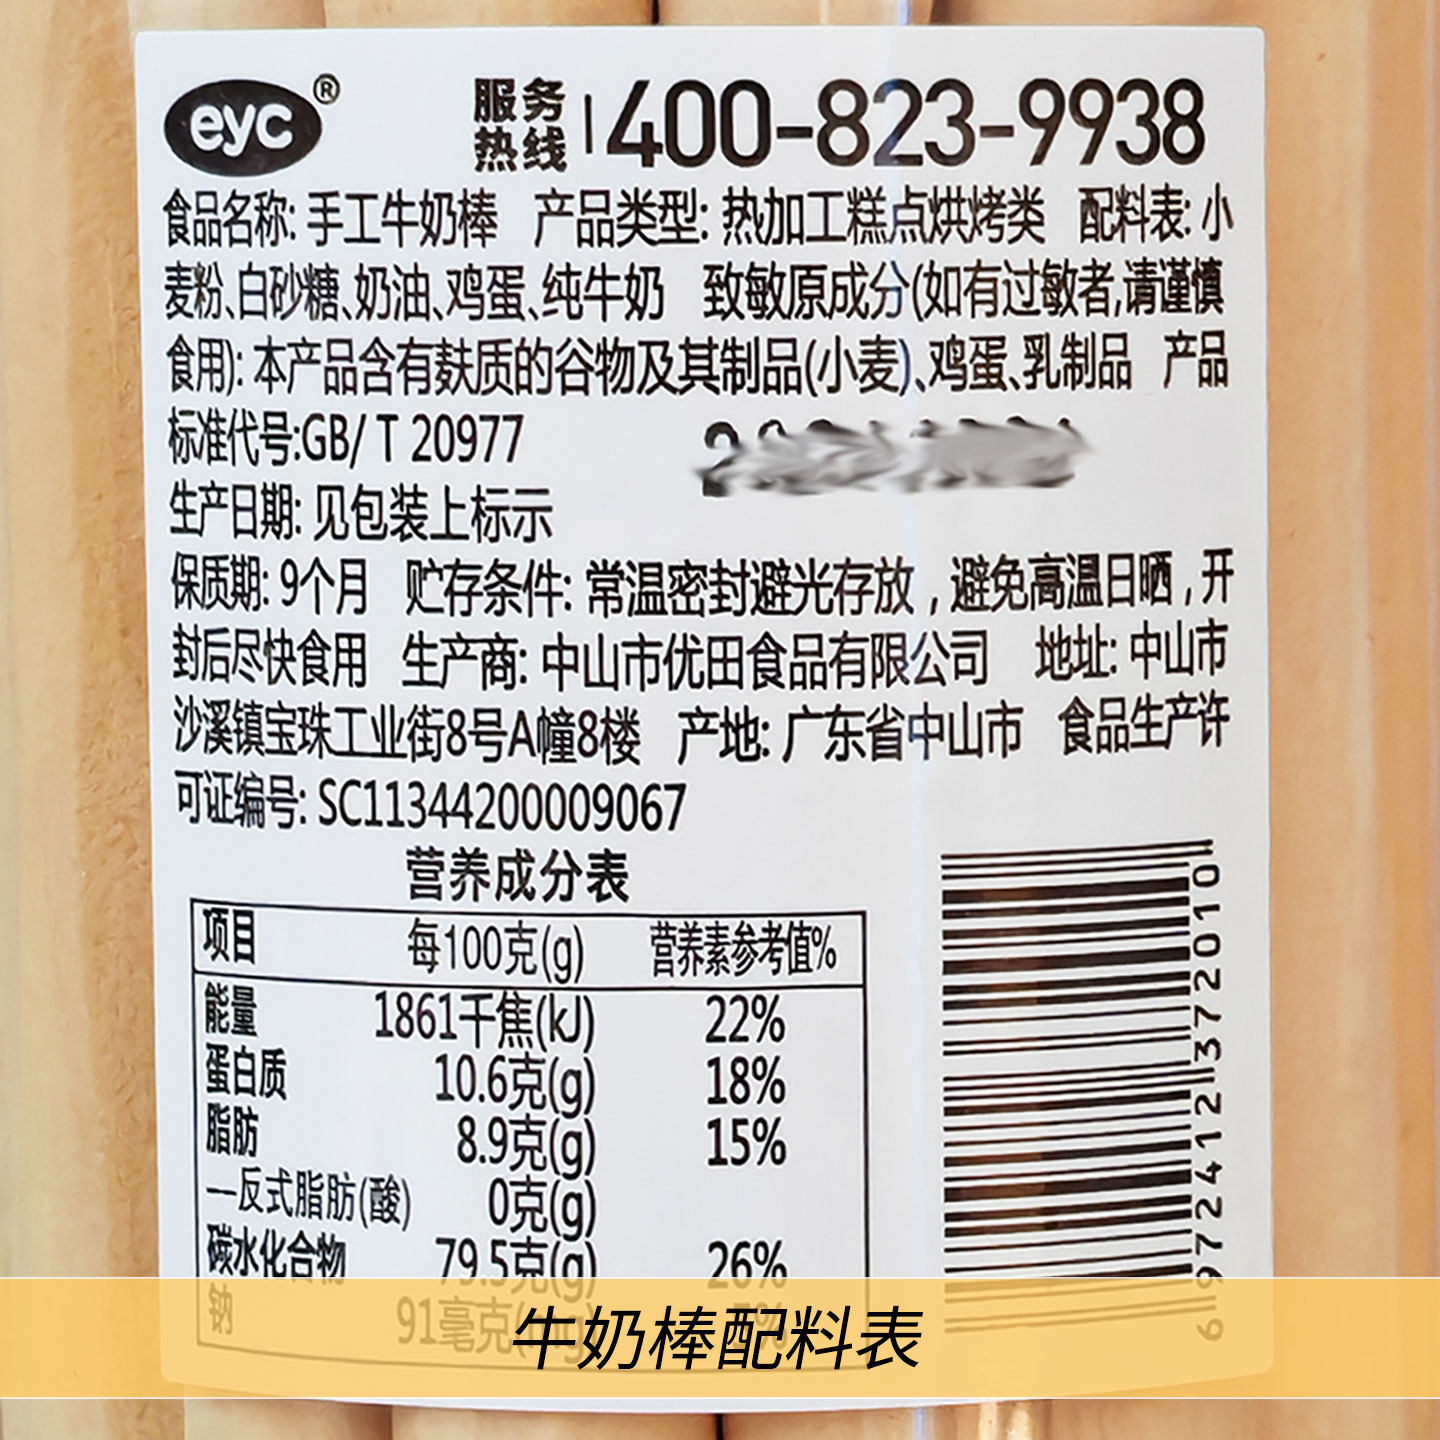 eyc®
服务热线 400-823-9938
食品名称: 手工牛奶棒 产品类型: 热加工糕点烘烤类 配料表: 小
麦粉、白砂糖、奶油、鸡蛋、纯牛奶 致敏原成分(如有过敏者,请谨慎
食用): 本产品含有麸质的谷物及其制品(小麦)、鸡蛋、乳制品 产品
标准代号:GB/T 20977
生产日期: 见包装上标示
保质期: 9个月 贮存条件: 常温密封避光存放,避免高温日晒,开
封后尽快食用 生产商: 中山市优田食品有限公司 地址: 中山市
沙溪镇宝珠工业街8号A幢8楼 产地: 广东省中山市 食品生产许
可证编号: SC11344200009067
营养成分表
项目 每100克(g) 营养素参考值%
能量 1861千焦(kJ) 22%
蛋白质 10.6克(g) 18%
脂肪 8.9克(g) 15%
—反式脂肪(酸) 0克(g)
碳水化合物 79.5克(g) 26%
钠 91毫克(mg)
6972412372010
牛奶棒配料表